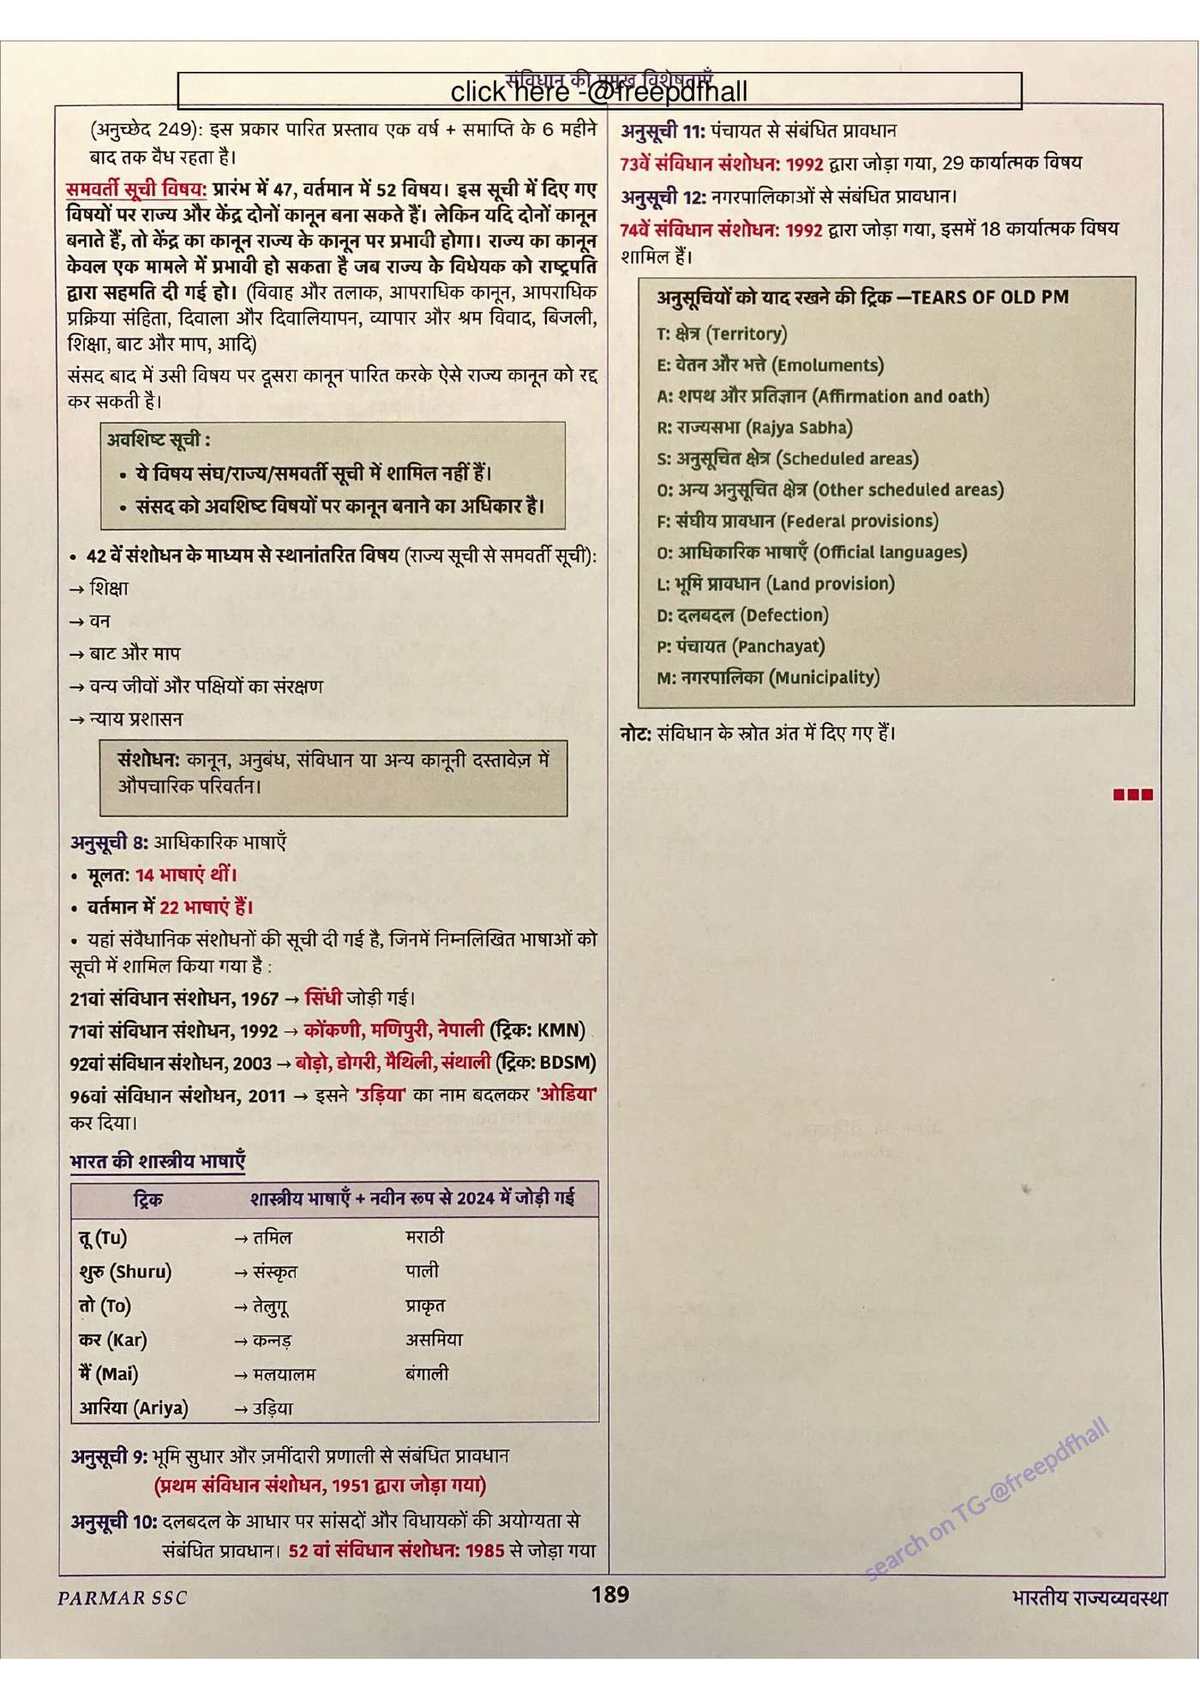 संविधान की प्रमुख विशेषताएँ
click here -@freepdfhall
(अनुच्छेद 249): इस प्रकार पारित प्रस्ताव एक वर्ष + समाप्ति के 6 महीने
बाद तक वैध रहता है।
समवर्ती सूची विषय: प्रारंभ में 47, वर्तमान में 52 विषय। इस सूची में दिए गए
विषयों पर राज्य और केंद्र दोनों कानून बना सकते हैं। लेकिन यदि दोनों कानून
बनाते हैं, तो केंद्र का कानून राज्य के कानून पर प्रभावी होगा। राज्य का कानून
केवल एक मामले में प्रभावी हो सकता है जब राज्य के विधेयक को राष्ट्रपति
द्वारा सहमति दी गई हो। (विवाह और तलाक, आपराधिक कानून, आपराधिक
प्रक्रिया संहिता, दिवाला और दिवालियापन, व्यापार और श्रम विवाद, बिजली,
शिक्षा, बाट और माप, आदि)
संसद बाद में उसी विषय पर दूसरा कानून पारित करके ऐसे राज्य कानून को रद्द
कर सकती है।
अवशिष्ट सूची :
• ये विषय संघ/राज्य/समवर्ती सूची में शामिल नहीं हैं।
• संसद को अवशिष्ट विषयों पर कानून बनाने का अधिकार है।
• 42 वें संशोधन के माध्यम से स्थानांतरित विषय (राज्य सूची से समवर्ती सूची):
→ शिक्षा
→ वन
→ बाट और माप
→ वन्य जीवों और पक्षियों का संरक्षण
→ न्याय प्रशासन
संशोधन: कानून, अनुबंध, संविधान या अन्य कानूनी दस्तावेज़ में
औपचारिक परिवर्तन।
अनुसूची 8: आधिकारिक भाषाएँ
• मूलत: 14 भाषाएं थीं।
• वर्तमान में 22 भाषाएं हैं।
• यहां संवैधानिक संशोधनों की सूची दी गई है, जिनमें निम्नलिखित भाषाओं को
सूची में शामिल किया गया है :
21वां संविधान संशोधन, 1967 → सिंधी जोड़ी गई।
71वां संविधान संशोधन, 1992 → कोंकणी, मणिपुरी, नेपाली (ट्रिक: KMN)
92वां संविधान संशोधन, 2003 → बोड़ो, डोगरी, मैथिली, संथाली (ट्रिक: BDSM)
96वां संविधान संशोधन, 2011 → इसने 'उड़िया' का नाम बदलकर 'ओडिया'
कर दिया।
भारत की शास्त्रीय भाषाएँ
ट्रिक शास्त्रीय भाषाएँ + नवीन रूप से 2024 में जोड़ी गई
तू (Tu) → तमिल मराठी
शुरु (Shuru) → संस्कृत पाली
तो (To) → तेलुगू प्राकृत
कर (Kar) → कन्नड़ असमिया
मैं (Mai) → मलयालम बंगाली
आरिया (Ariya) → उड़िया
अनुसूची 9: भूमि सुधार और ज़मींदारी प्रणाली से संबंधित प्रावधान
(प्रथम संविधान संशोधन, 1951 द्वारा जोड़ा गया)
अनुसूची 10: दलबदल के आधार पर सांसदों और विधायकों की अयोग्यता से
संबंधित प्रावधान। 52 वां संविधान संशोधन: 1985 से जोड़ा गया
अनुसूची 11: पंचायत से संबंधित प्रावधान
73वें संविधान संशोधन: 1992 द्वारा जोड़ा गया, 29 कार्यात्मक विषय
अनुसूची 12: नगरपालिकाओं से संबंधित प्रावधान।
74वें संविधान संशोधन: 1992 द्वारा जोड़ा गया, इसमें 18 कार्यात्मक विषय
शामिल हैं।
अनुसूचियों को याद रखने की ट्रिक —TEARS OF OLD PM
T: क्षेत्र (Territory)
E: वेतन और भत्ते (Emoluments)
A: शपथ और प्रतिज्ञान (Affirmation and oath)
R: राज्यसभा (Rajya Sabha)
S: अनुसूचित क्षेत्र (Scheduled areas)
O: अन्य अनुसूचित क्षेत्र (Other scheduled areas)
F: संघीय प्रावधान (Federal provisions)
O: आधिकारिक भाषाएँ (Official languages)
L: भूमि प्रावधान (Land provision)
D: दलबदल (Defection)
P: पंचायत (Panchayat)
M: नगरपालिका (Municipality)
नोट: संविधान के स्रोत अंत में दिए गए हैं।
search on TG-@freepdfhall
PARMAR SSC
189
भारतीय राज्यव्यवस्था